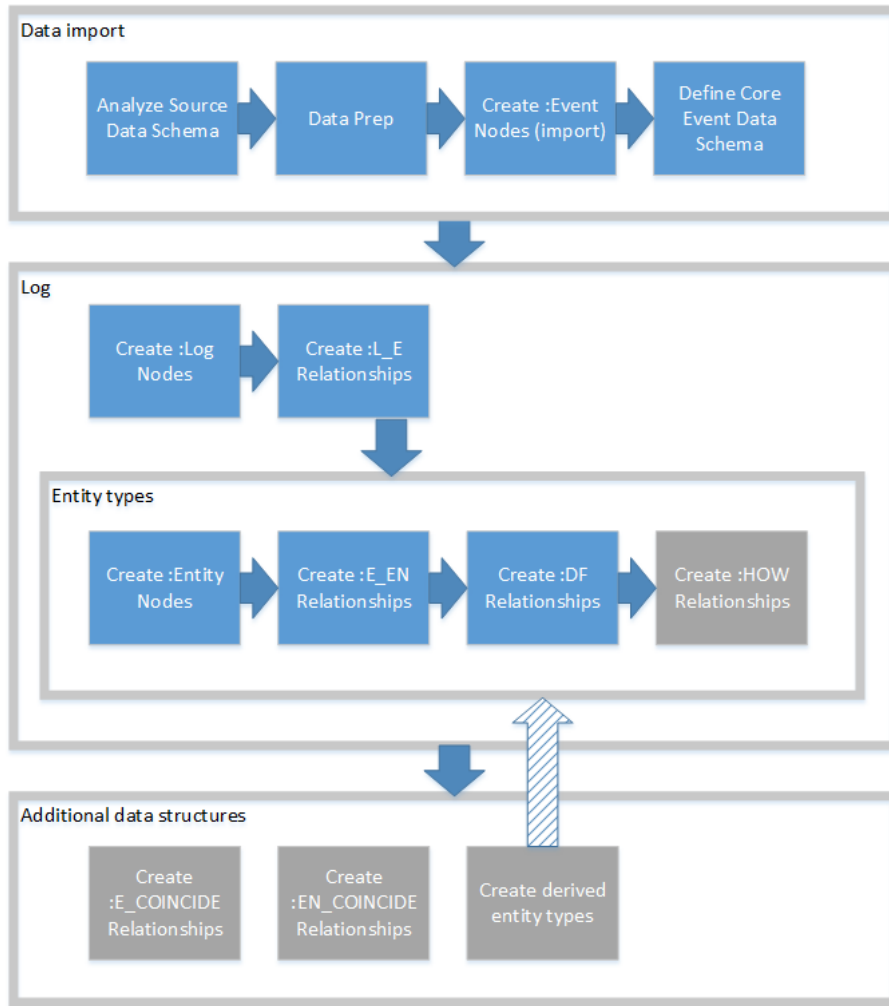 Data import
Analyze Source
Data Schema
Data Prep
Create :Event
Nodes (import)
Define Core
Event Data
Schema
Log
Create :Log
Nodes
Create :L_E
Relationships
Entity types
Create :Entity
Nodes
Create :E_EN
Relationships
Create :DF
Relationships
Create :HOW
Relationships
Additional data structures
Create
:E_COINCIDE
Relationships
Create
:EN_COINCIDE
Relationships
Create derived
entity types